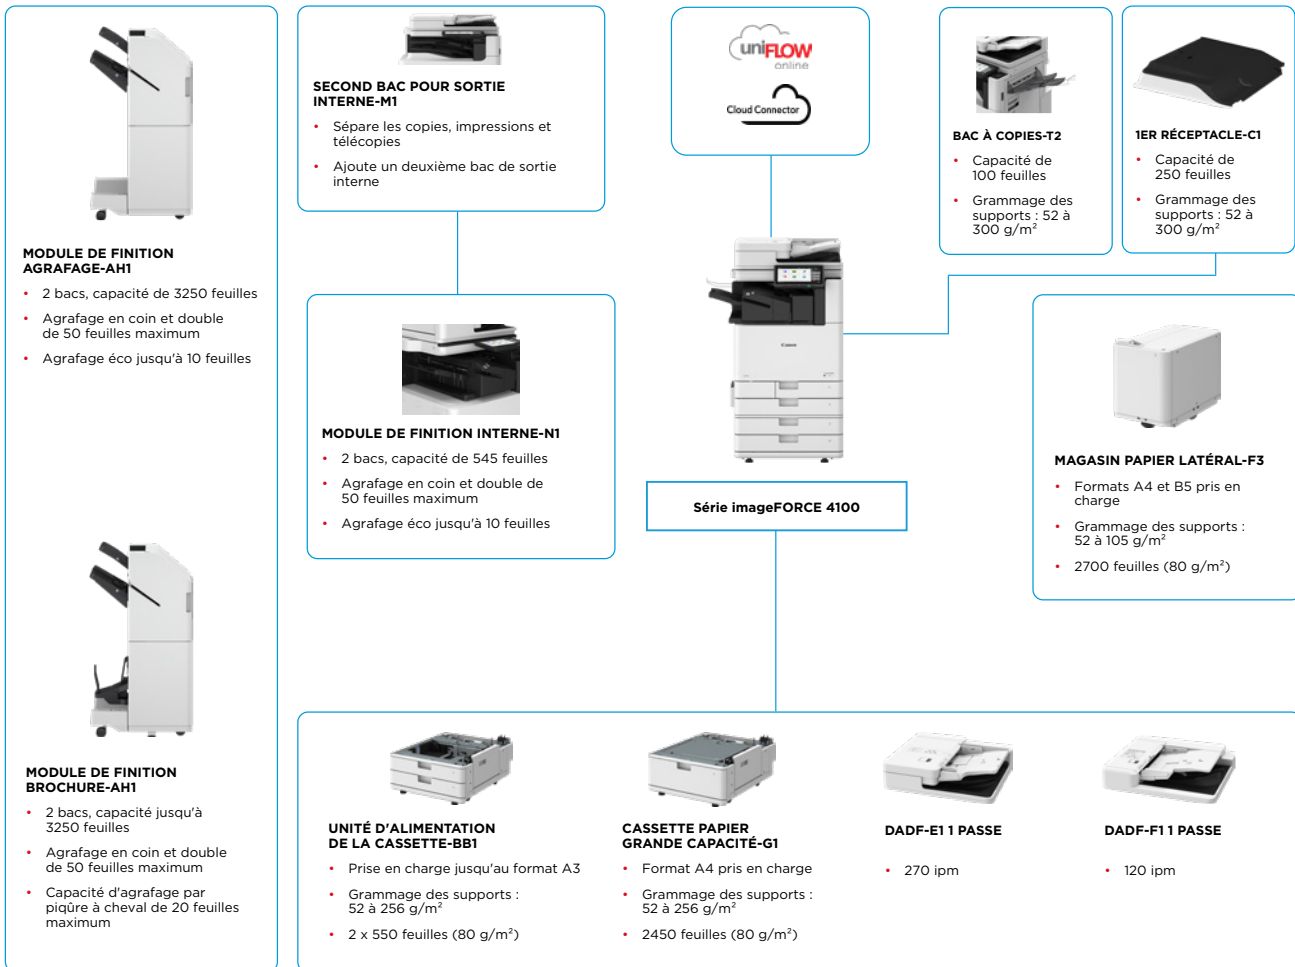 MODULE DE FINITION
AGRAFAGE-AH1
• 2 bacs, capacité de 3250 feuilles
• Agrafage en coin et double
de 50 feuilles maximum
• Agrafage éco jusqu'à 10 feuilles
MODULE DE FINITION
BROCHURE-AH1
• 2 bacs, capacité jusqu'à
3250 feuilles
• Agrafage en coin et double
de 50 feuilles maximum
• Capacité d'agrafage par
piqûre à cheval de 20 feuilles
maximum
SECOND BAC POUR SORTIE
INTERNE-M1
• Sépare les copies, impressions et
télécopies
• Ajoute un deuxième bac de sortie
interne
MODULE DE FINITION INTERNE-N1
• 2 bacs, capacité de 545 feuilles
• Agrafage en coin et double de
50 feuilles maximum
• Agrafage éco jusqu'à 10 feuilles
uniFLOW
online
Cloud Connector
Canon
Série imageFORCE 4100
BAC À COPIES-T2
• Capacité de
100 feuilles
• Grammage des
supports : 52 à
300 g/m²
1ER RÉCEPTACLE-C1
• Capacité de
250 feuilles
• Grammage des
supports : 52 à
300 g/m²
MAGASIN PAPIER LATÉRAL-F3
• Formats A4 et B5 pris en
charge
• Grammage des supports :
52 à 105 g/m²
• 2700 feuilles (80 g/m²)
UNITÉ D'ALIMENTATION
DE LA CASSETTE-BB1
• Prise en charge jusqu'au format A3
• Grammage des supports :
52 à 256 g/m²
• 2 x 550 feuilles (80 g/m²)
CASSETTE PAPIER
GRANDE CAPACITÉ-G1
• Format A4 pris en charge
• Grammage des supports :
52 à 256 g/m²
• 2450 feuilles (80 g/m²)
DADF-E1 1 PASSE
• 270 ipm
DADF-F1 1 PASSE
• 120 ipm